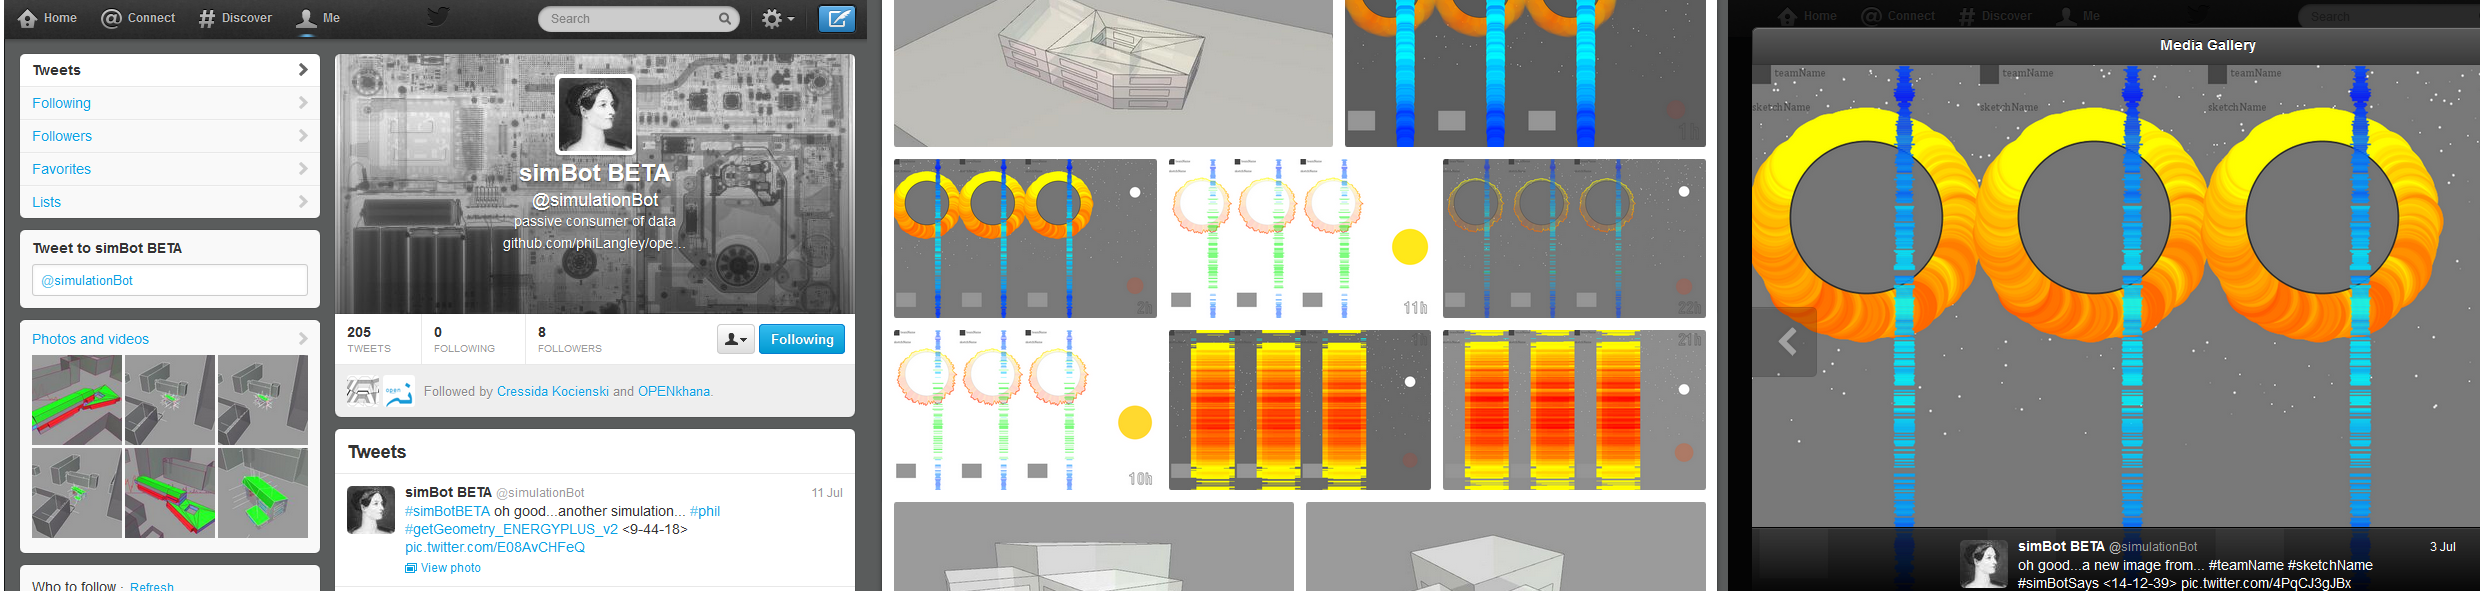 Home
Connect
Discover
Me
Search
Tweets
Following
Followers
Favorites
Lists
Tweet to simBot BETA
@simulationBot
Photos and videos
Who to follow · Refresh
simBot BETA
@simulationBot
passive consumer of data
github.com/phiLangley/ope...
205
TWEETS
0
FOLLOWING
8
FOLLOWERS
Following
open
Followed by Cressida Kocienski and OPENkhana.
Tweets
simBot BETA @simulationBot
11 Jul
#simBotBETA oh good...another simulation... #phil
#getGeometry_ENERGYPLUS_v2 <9-44-18>
pic.twitter.com/E08AvCHFeQ
View photo
2h
11h
22h
10h
21h
Home
Connect
Discover
Me
Search
Media Gallery
teamName
teamName
teamName
sketchName
sketchName
sketchName
simBot BETA @simulationBot
3 Jul
oh good...a new image from... #teamName #sketchName
#simBotSays <14-12-39> pic.twitter.com/4PqCJ3gJBx